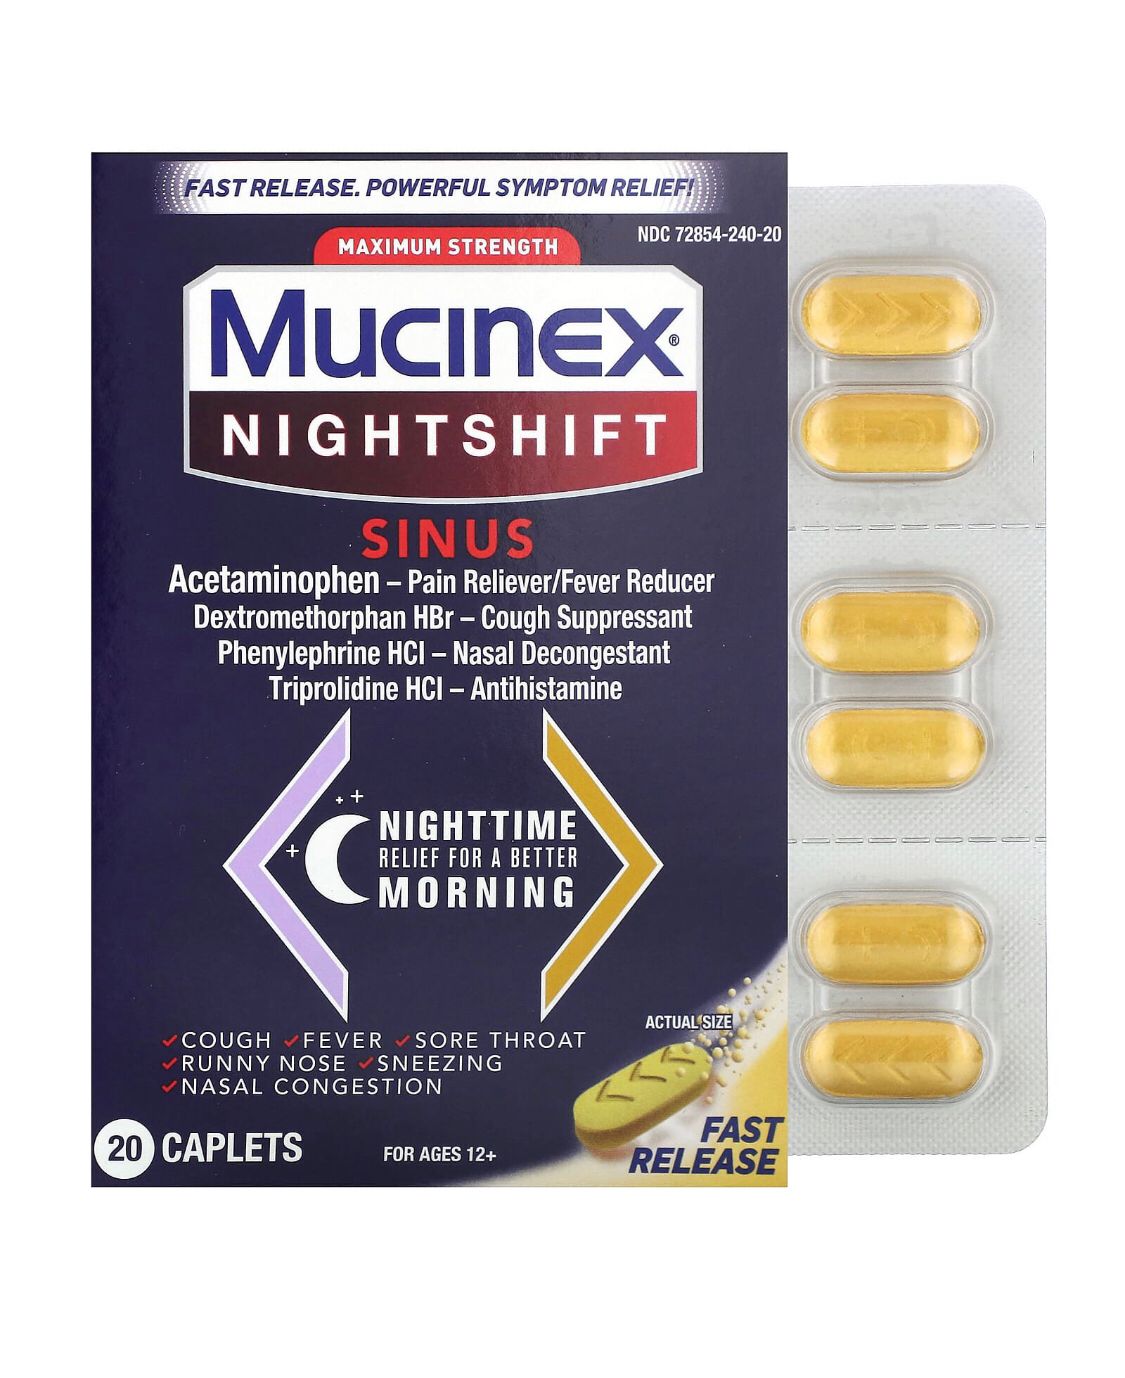 FAST RELEASE. POWERFUL SYMPTOM RELIEF!
NDC 72854-240-20
MAXIMUM STRENGTH
Mucinex®
NIGHTSHIFT
SINUS
Acetaminophen – Pain Reliever/Fever Reducer
Dextromethorphan HBr – Cough Suppressant
Phenylephrine HCl – Nasal Decongestant
Triprolidine HCl – Antihistamine
NIGHTTIME
RELIEF FOR A BETTER
MORNING
COUGH FEVER SORE THROAT
RUNNY NOSE SNEEZING
NASAL CONGESTION
ACTUAL SIZE
20 CAPLETS
FOR AGES 12+
FAST
RELEASE